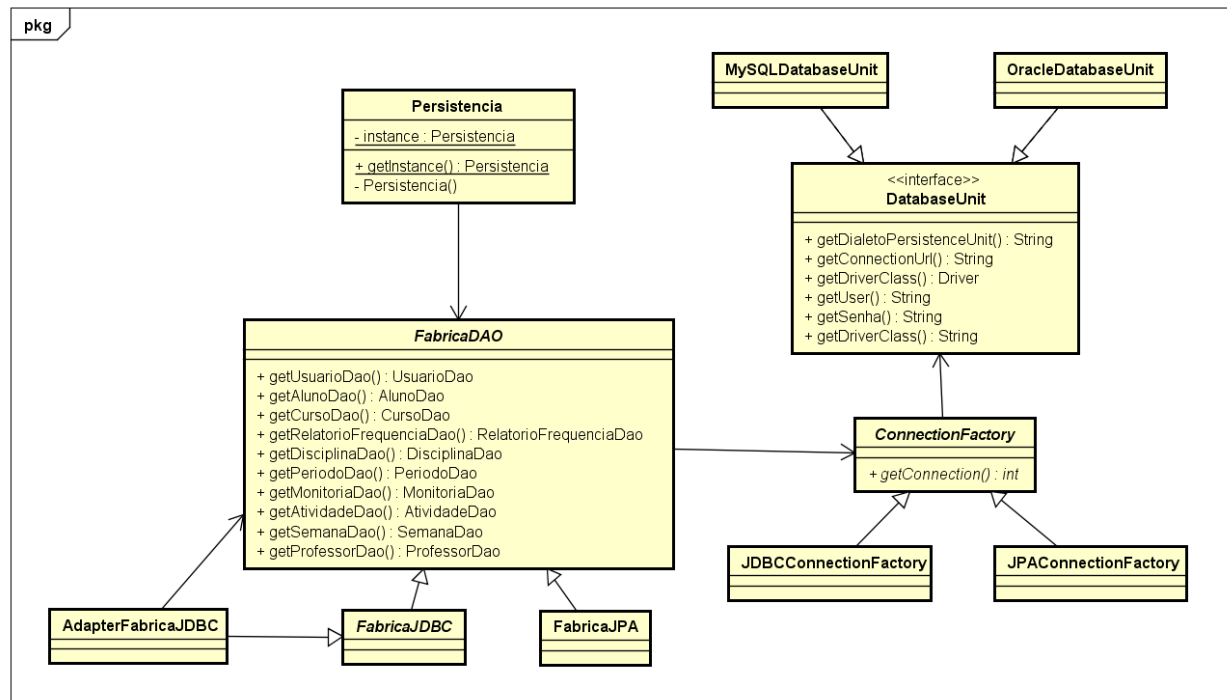 pkg
MySQLDatabaseUnit
OracleDatabaseUnit
Persistencia
- instance : Persistencia
+ getInstance() : Persistencia
- Persistencia()
<<interface>>
DatabaseUnit
+ getDialetoPersistenceUnit() : String
+ getConnectionUrl() : String
+ getDriverClass() : Driver
+ getUser() : String
+ getSenha() : String
+ getDriverClass() : String
FabricaDAO
+ getUsuarioDao() : UsuarioDao
+ getAlunoDao() : AlunoDao
+ getCursoDao() : CursoDao
+ getRelatorioFrequenciaDao() : RelatorioFrequenciaDao
+ getDisciplinaDao() : DisciplinaDao
+ getPeriodoDao() : PeriodoDao
+ getMonitoriaDao() : MonitoriaDao
+ getAtividadeDao() : AtividadeDao
+ getSemanaDao() : SemanaDao
+ getProfessorDao() : ProfessorDao
ConnectionFactory
+ getConnection() : int
JDBCConnectionFactory
JPAConnectionFactory
AdapterFabricaJDBC
FabricaJDBC
FabricaJPA